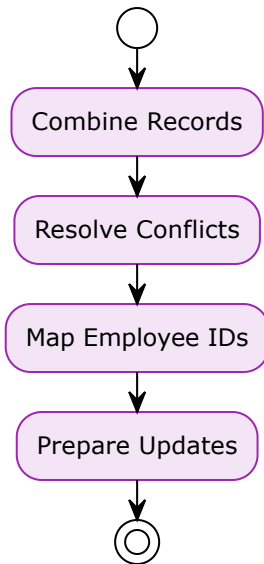 Combine Records
Resolve Conflicts
Map Employee IDs
Prepare Updates